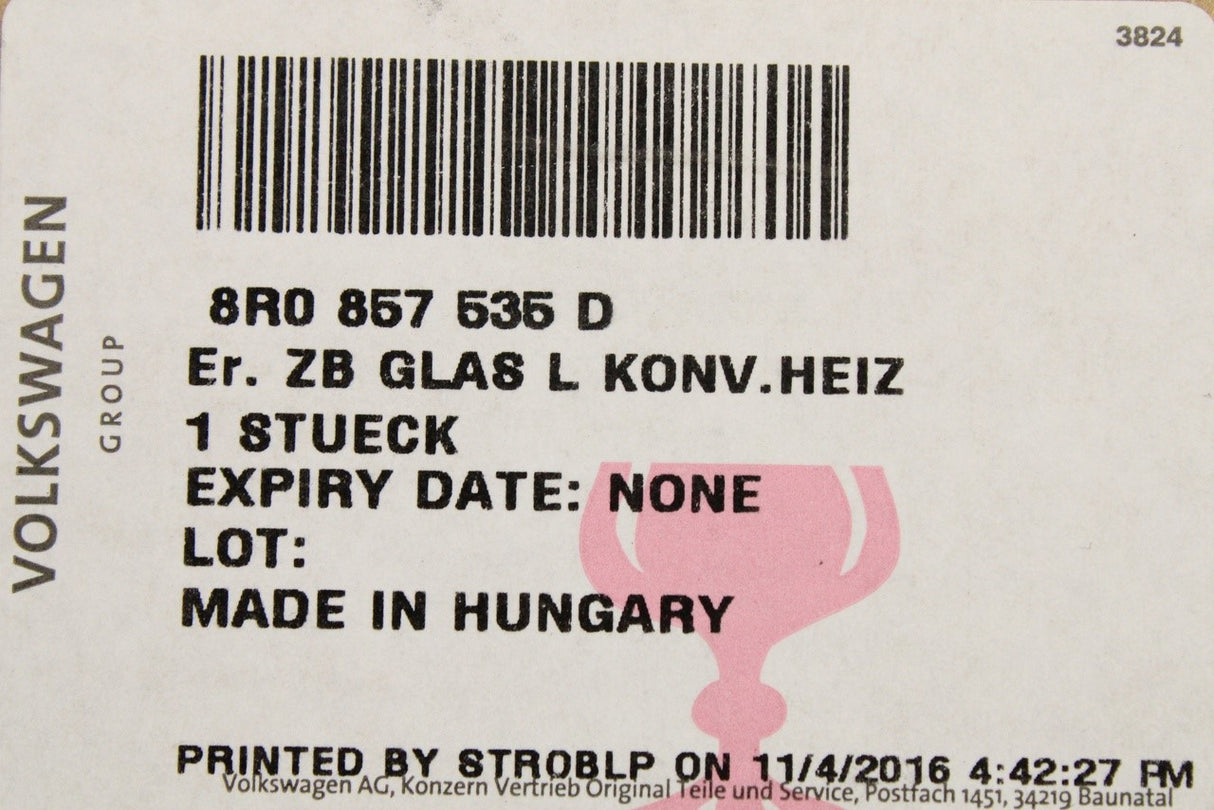 3824
VOLKSWAGEN
GROUP
8R0 857 535 D
Er. ZB GLAS L KONV.HEIZ
1 STUECK
EXPIRY DATE: NONE
LOT:
MADE IN HUNGARY
PRINTED BY STROBLP ON 11/4/2016 4:42:27 PM
Volkswagen AG, Konzern Vertrieb Original Teile und Service, Postfach 1451, 34219 Baunatal